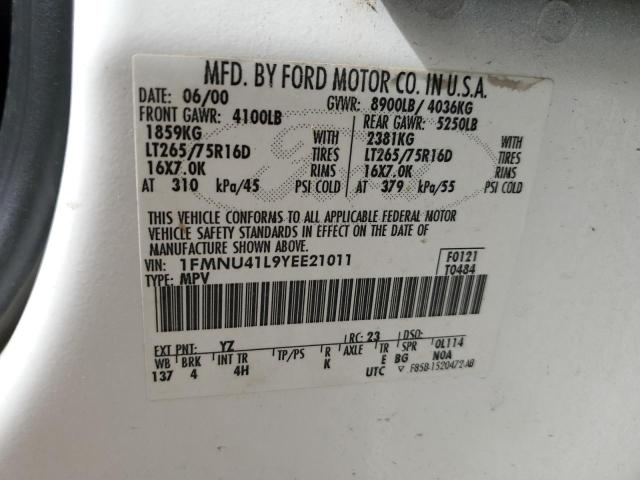 MFD. BY FORD MOTOR CO. IN U.S.A.
DATE: 06/00 GVWR: 8900LB/ 4036KG
FRONT GAWR: 4100LB REAR GAWR: 5250LB
1859KG WITH 2381KG WITH
LT265/75R16D TIRES LT265/75R16D TIRES
16X7.0K RIMS 16X7.0K RIMS
AT 310 kPa/45 PSI COLD AT 379 kPa/55 PSI COLD
THIS VEHICLE CONFORMS TO ALL APPLICABLE FEDERAL MOTOR
VEHICLE SAFETY STANDARDS IN EFFECT ON THE DATE OF
MANUFACTURE SHOWN ABOVE.
VIN: 1FMNU41L9YEE21011 F0121
TYPE: MPV T0484
EXT PNT: YZ RC: 23 DSO:
WB BRK INT TR TP/PS R AXLE TR SPR 0L114
137 4 4H K E BG N0A
UTC F85B-1520472-AB